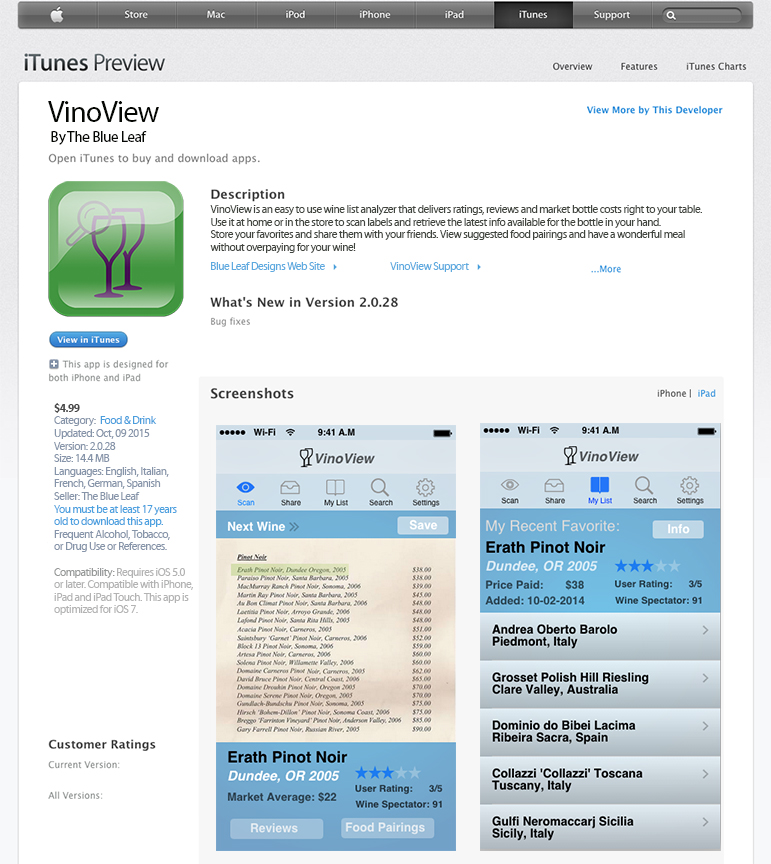 Store Mac iPod iPhone iPad iTunes Support
iTunes Preview
Overview Features iTunes Charts
VinoView
By The Blue Leaf
View More by This Developer
Open iTunes to buy and download apps.
Description
VinoView is an easy to use wine list analyzer that delivers ratings, reviews and market bottle costs right to your table.
Use it at home or in the store to scan labels and retrieve the latest info available for the bottle in your hand.
Store your favorites and share them with your friends. View suggested food pairings and have a wonderful meal
without overpaying for your wine!
Blue Leaf Designs Web Site VinoView Support ...More
What's New in Version 2.0.28
Bug fixes
View in iTunes
This app is designed for
both iPhone and iPad
$4.99
Category: Food & Drink
Updated: Oct, 09 2015
Version: 2.0.28
Size: 14.4 MB
Languages: English, Italian,
French, German, Spanish
Seller: The Blue Leaf
You must be at least 17 years
old to download this app.
Frequent Alcohol, Tobacco,
or Drug Use or References.
Compatibility: Requires iOS 5.0
or later. Compatible with iPhone,
iPad and iPad Touch. This app is
optimized for iOS 7.
Customer Ratings
Current Version:
All Versions:
Screenshots
iPhone | iPad
Wi-Fi 9:41 A.M
VinoView
Scan Share My List Search Settings
Next Wine >> Save
Pinot Noir
Erath Pinot Noir, Dundee Oregon, 2005 $38.00
Paraiso Pinot Noir, Santa Barbara, 2005 $38.00
MacMurray Ranch Pinot Noir, Sonoma, 2006 $39.00
Martin Ray Pinot Noir, Santa Barbara, 2005 $45.00
Au Bon Climat Pinot Noir, Santa Barbara, 2006 $48.00
Laetitia Pinot Noir, Arroyo Grande, 2006 $48.00
Lafond Pinot Noir, Santa Rita Hills, 2005 $48.00
Acacia Pinot Noir, Carneros, 2005 $51.00
Saintsbury 'Garnet' Pinot Noir, Carneros, 2006 $52.00
Block 13 Pinot Noir, Sonoma, 2006 $59.00
Artesa Pinot Noir, Carneros, 2006 $60.00
Solena Pinot Noir, Willamette Valley, 2006 $60.00
Domaine Carneros Pinot Noir, Carneros, 2005 $62.00
David Bruce Pinot Noir, Central Coast, 2006 $65.00
Domaine Drouhin Pinot Noir, Oregon 2005 $70.00
Domaine Serene Pinot Noir, Oregon, 2005 $70.00
Gundlach-Bundschu Pinot Noir, Sonoma, 2005 $75.00
Hirsch 'Bohem-Dillon' Pinot Noir, Sonoma Coast, 2006 $75.00
Breggo 'Farrinton Vineyard' Pinot Noir, Anderson Valley, 2006 $85.00
Gary Farrell Pinot Noir, Russian River, 2005 $90.00
Erath Pinot Noir
Dundee, OR 2005
Market Average: $22
User Rating: 3/5
Wine Spectator: 91
Reviews Food Pairings
Wi-Fi 9:41 A.M
VinoView
Scan Share My List Search Settings
My Recent Favorite: Info
Erath Pinot Noir
Dundee, OR 2005
Price Paid: $38 User Rating: 3/5
Added: 10-02-2014 Wine Spectator: 91
Andrea Oberto Barolo
Piedmont, Italy
Grosset Polish Hill Riesling
Clare Valley, Australia
Dominio do Bibei Lacima
Ribeira Sacra, Spain
Collazzi 'Collazzi' Toscana
Tuscany, Italy
Gulfi Neromaccarj Sicilia
Sicily, Italy